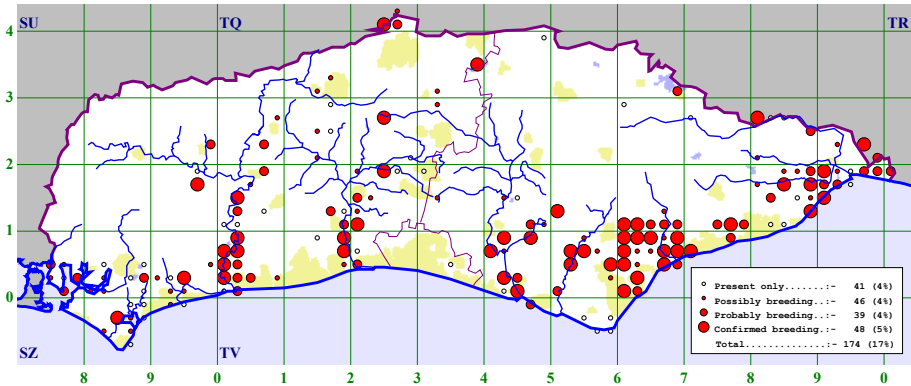 SU TQ TR
4
3
2
1
0
Present only.......:- 41 (4%)
Possibly breeding..:- 46 (4%)
Probably breeding..:- 39 (4%)
Confirmed breeding.:- 48 (5%)
Total.............:- 174 (17%)
SZ TV
8 9 0 1 2 3 4 5 6 7 8 9 0